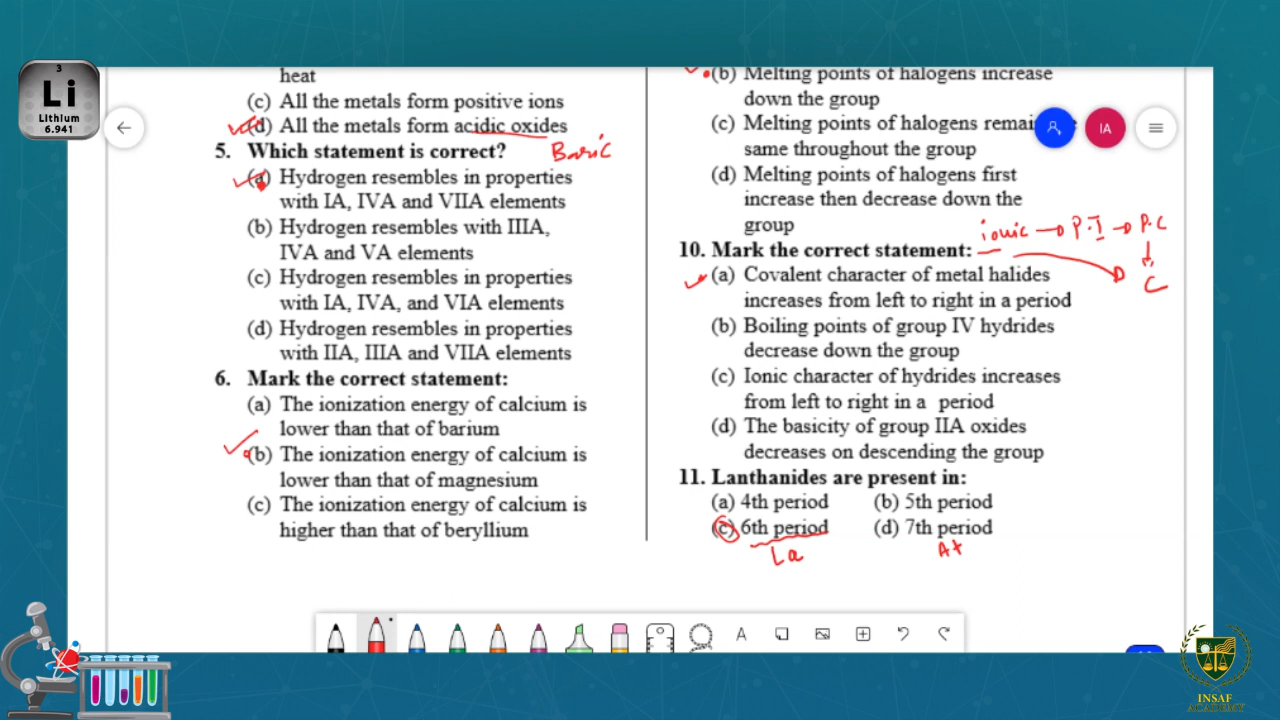 3
Li
Lithium
6.941
heat
(c) All the metals form positive ions
(d) All the metals form acidic oxides
Basic
5. Which statement is correct?
(a) Hydrogen resembles in properties
with IA, IVA and VIIA elements
(b) Hydrogen resembles with IIIA,
IVA and VA elements
(c) Hydrogen resembles in properties
with IA, IVA, and VIA elements
(d) Hydrogen resembles in properties
with IIA, IIIA and VIIA elements
6. Mark the correct statement:
(a) The ionization energy of calcium is
lower than that of barium
(b) The ionization energy of calcium is
lower than that of magnesium
(c) The ionization energy of calcium is
higher than that of beryllium
(b) Melting points of halogens increase
down the group
(c) Melting points of halogens
same throughout the group
(d) Melting points of halogens first
increase then decrease down the
group
ionic → P.I → P.C
↓
C
10. Mark the correct statement:
(a) Covalent character of metal halides
increases from left to right in a period
(b) Boiling points of group IV hydrides
decrease down the group
(c) Ionic character of hydrides increases
from left to right in a period
(d) The basicity of group IIA oxides
decreases on descending the group
11. Lanthanides are present in:
(a) 4th period (b) 5th period
(c) 6th period (d) 7th period
La
IA
A
INSAF
ACADEMY